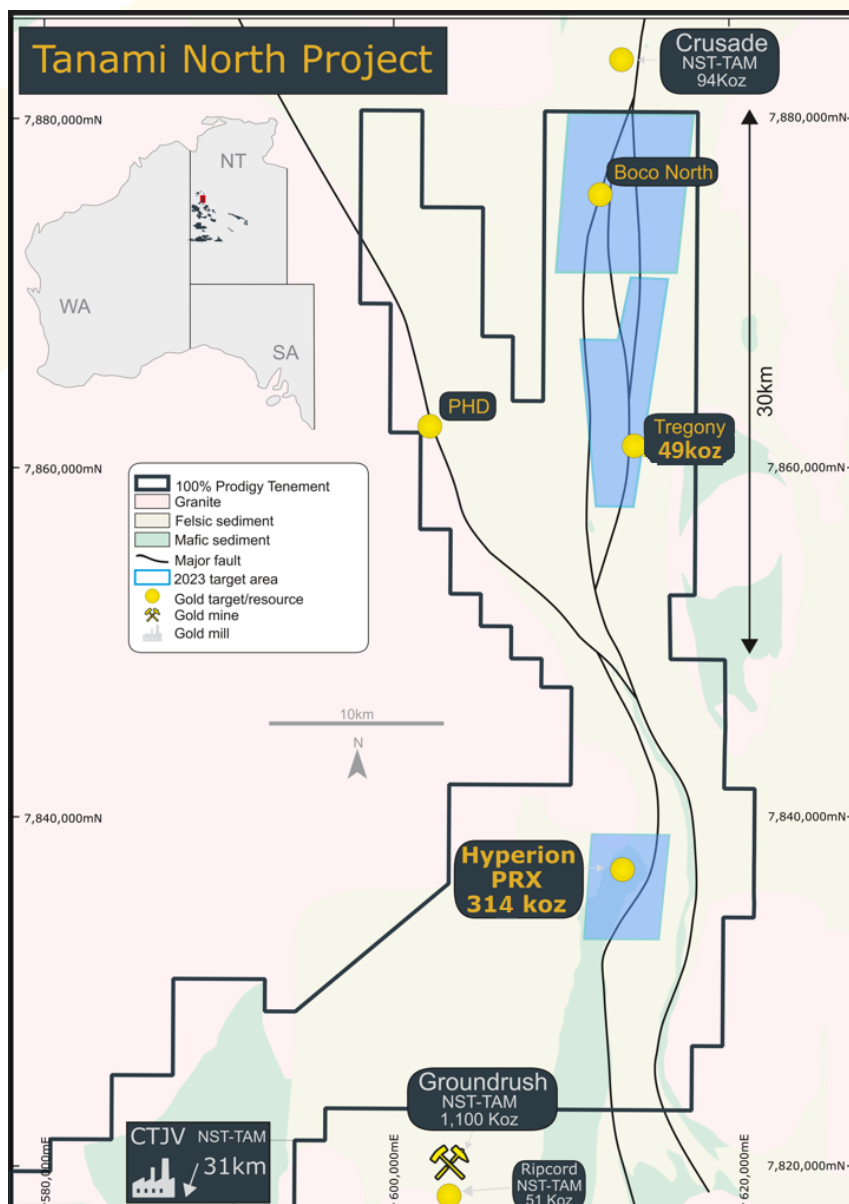 Tanami North Project
Crusade
NST-TAM
94Koz
7,880,000mN
7,880,000mN
NT
WA
SA
Boco North
30km
PHD
Tregony
49koz
7,860,000mN
7,860,000mN
100% Prodigy Tenement
Granite
Felsic sediment
Mafic sediment
Major fault
2023 target area
Gold target/resource
Gold mine
Gold mill
10km
N
7,840,000mN
7,840,000mN
Hyperion
PRX
314 koz
Groundrush
NST-TAM
1,100 Koz
CTJV NST-TAM
31km
Ripcord
NST-TAM
51 Koz
580,000mE
600,000mE
620,000mE
7,820,000mN